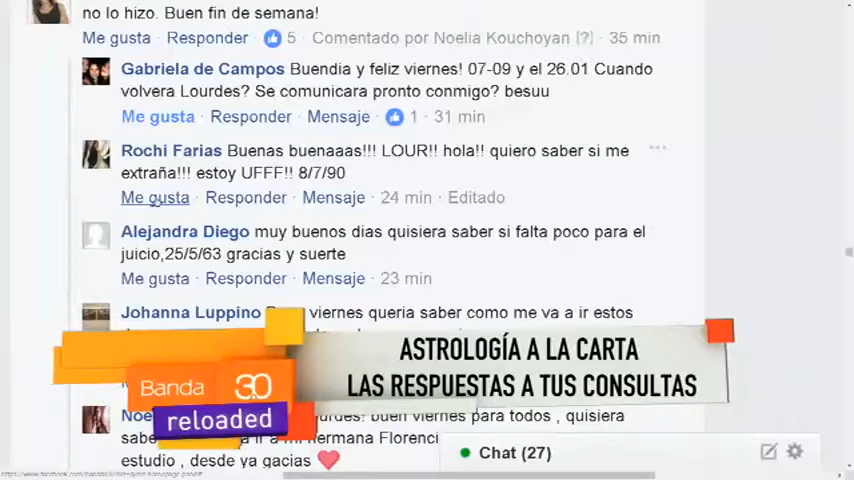 no lo hizo. Buen fin de semana!
Me gusta · Responder · 5 · Comentado por Noelia Kouchoyan [?] · 35 min
Gabriela de Campos Buendia y feliz viernes! 07-09 y el 26.01 Cuando
volvera Lourdes? Se comunicara pronto conmigo? besuu
Me gusta · Responder · Mensaje · 1 · 31 min
Rochi Farias Buenas buenaaas!!! LOUR!! hola!! quiero saber si me
extraña!!! estoy UFFF!! 8/7/90
Me gusta · Responder · Mensaje · 24 min · Editado
Alejandra Diego muy buenos dias quisiera saber si falta poco para el
juicio,25/5/63 gracias y suerte
Me gusta · Responder · Mensaje · 23 min
Johanna Luppino viernes queria saber como me va a ir estos
ASTROLOGÍA A LA CARTA
LAS RESPUESTAS A TUS CONSULTAS
Banda 3.0
reloaded
buen viernes para todos , quisiera
a ir a mi hermana Florenci
estudio , desde ya gacias
Chat (27)